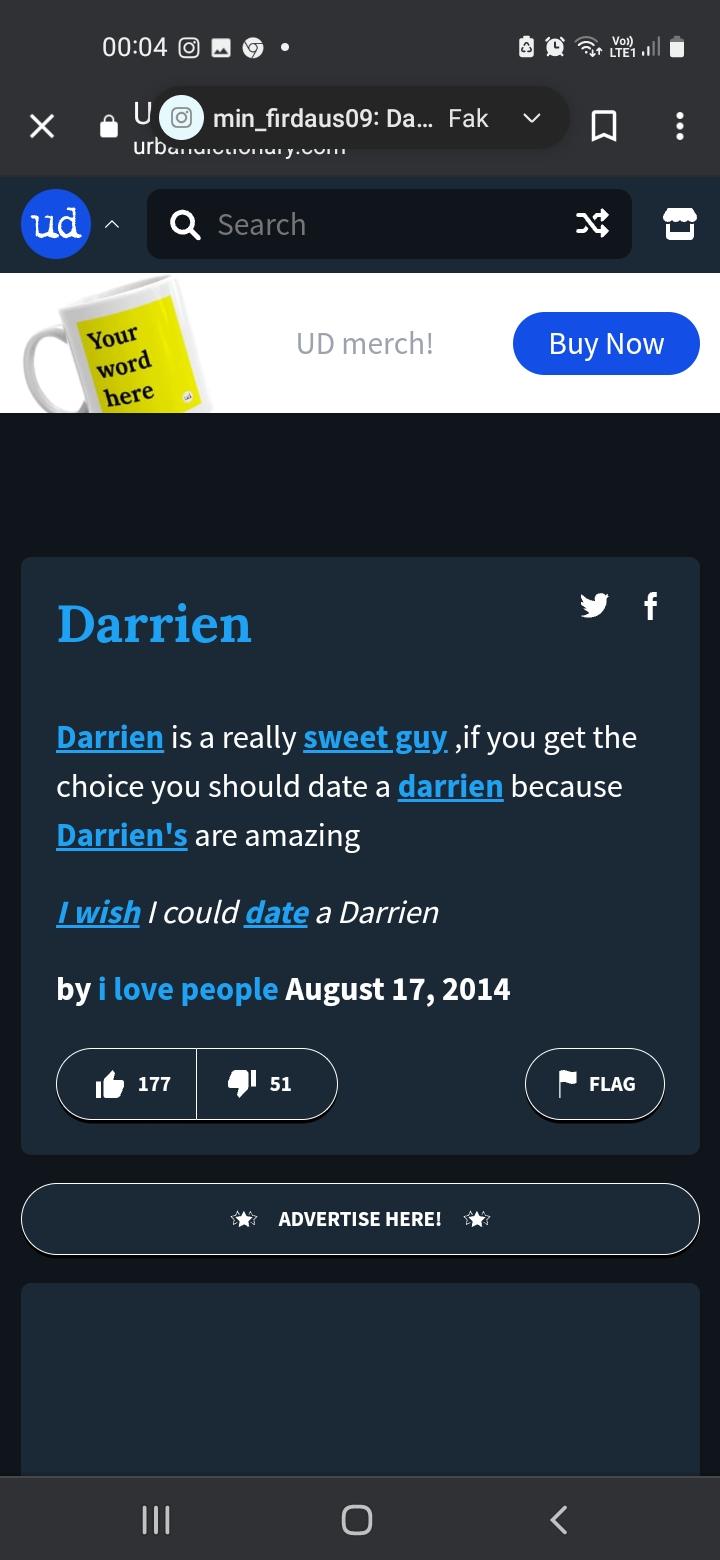 00:04
Vo))
LTE1
min_firdaus09: Da... Fak
urbandictionary.com
ud
Search
Your
word
here
UD merch!
Buy Now
Darrien
Darrien is a really sweet guy ,if you get the
choice you should date a darrien because
Darrien's are amazing
I wish I could date a Darrien
by i love people August 17, 2014
177
51
FLAG
ADVERTISE HERE!